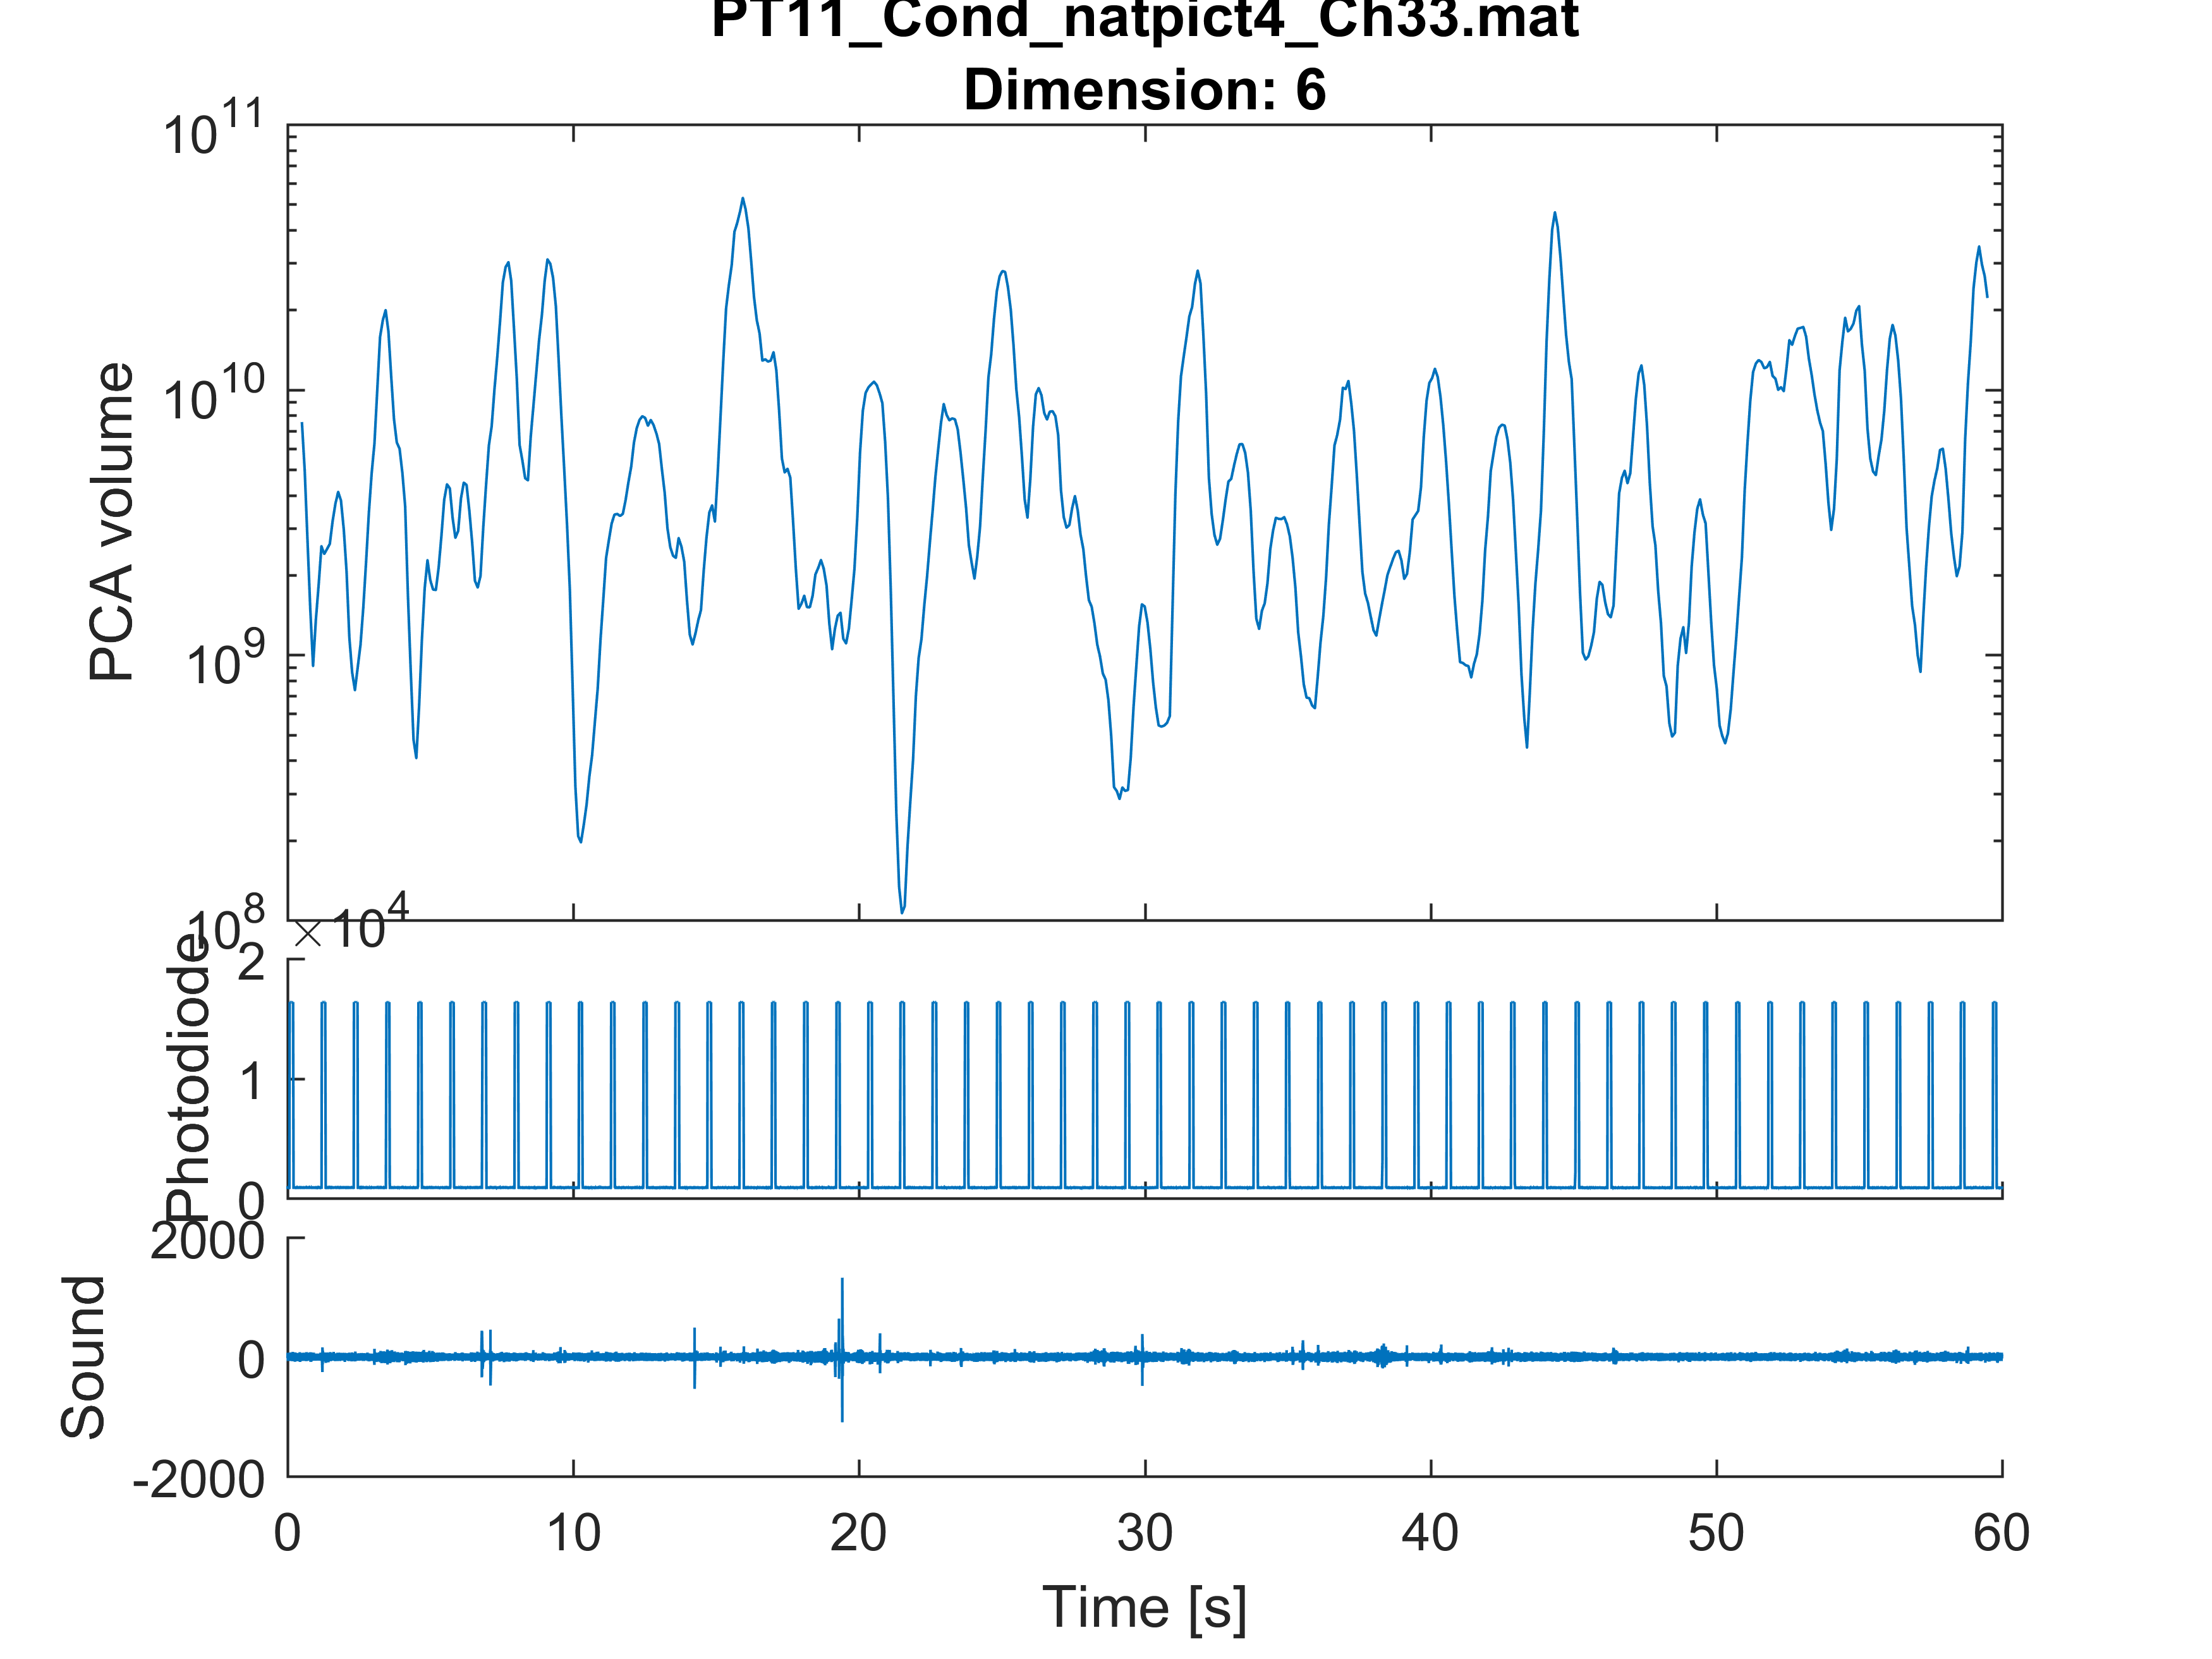 PT11_Cond_natpict4_Ch33.mat
Dimension: 6
PCA volume
10^11
10^10
10^9
10^8
× 10^4
Photodiode
2
1
0
Sound
2000
0
-2000
0 10 20 30 40 50 60
Time [s]